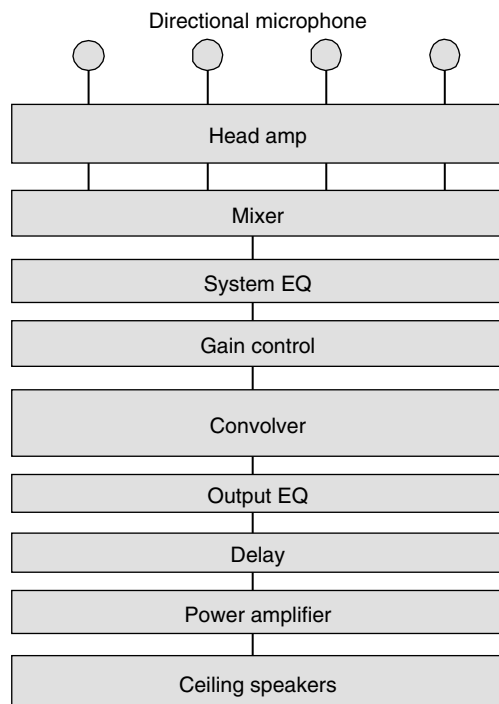 Directional microphone
Head amp
Mixer
System EQ
Gain control
Convolver
Output EQ
Delay
Power amplifier
Ceiling speakers